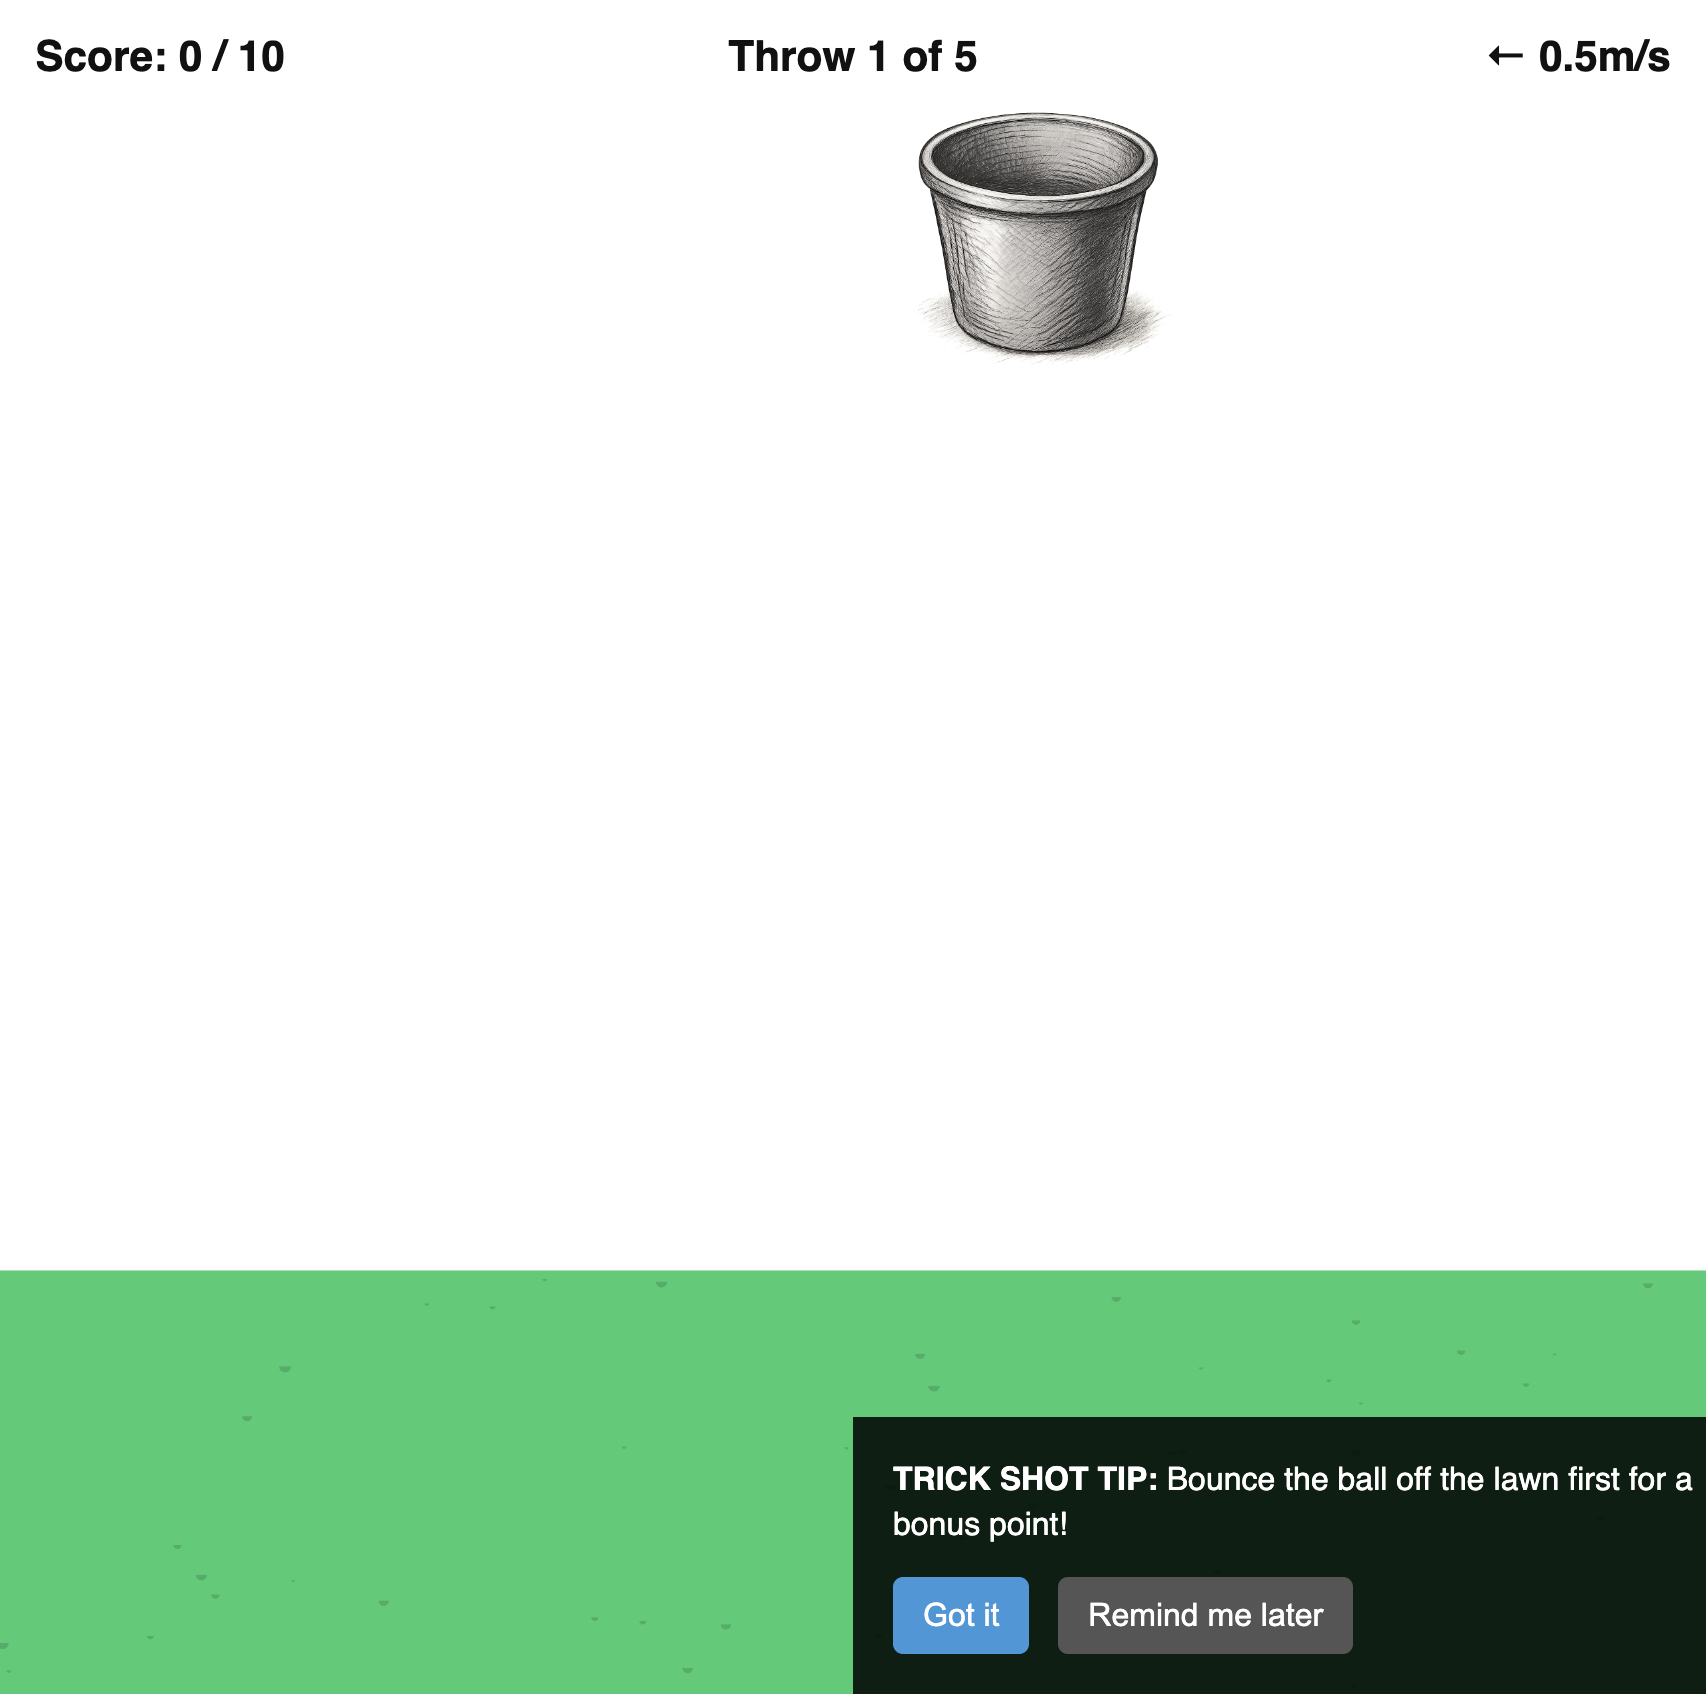 Score: 0 / 10
Throw 1 of 5
← 0.5m/s
TRICK SHOT TIP: Bounce the ball off the lawn first for a
bonus point!
Got it
Remind me later